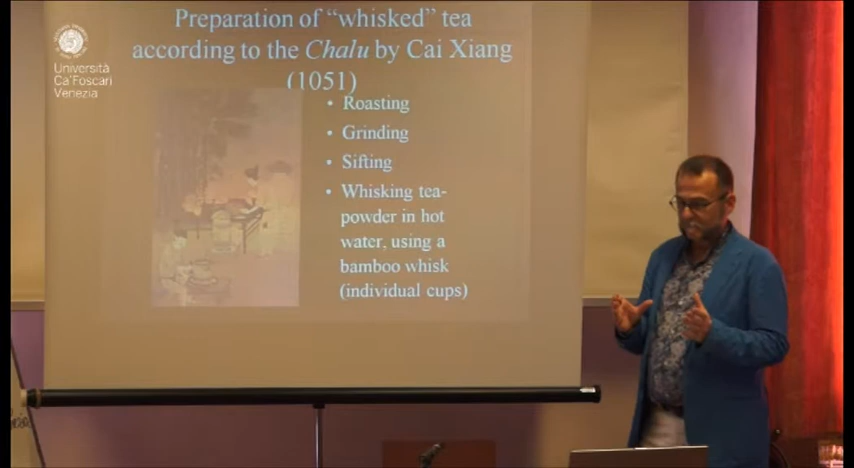 Università
Ca'Foscari
Venezia
Preparation of “whisked” tea
according to the Chalu by Cai Xiang
(1051)
• Roasting
• Grinding
• Sifting
• Whisking tea-
powder in hot
water, using a
bamboo whisk
(individual cups)